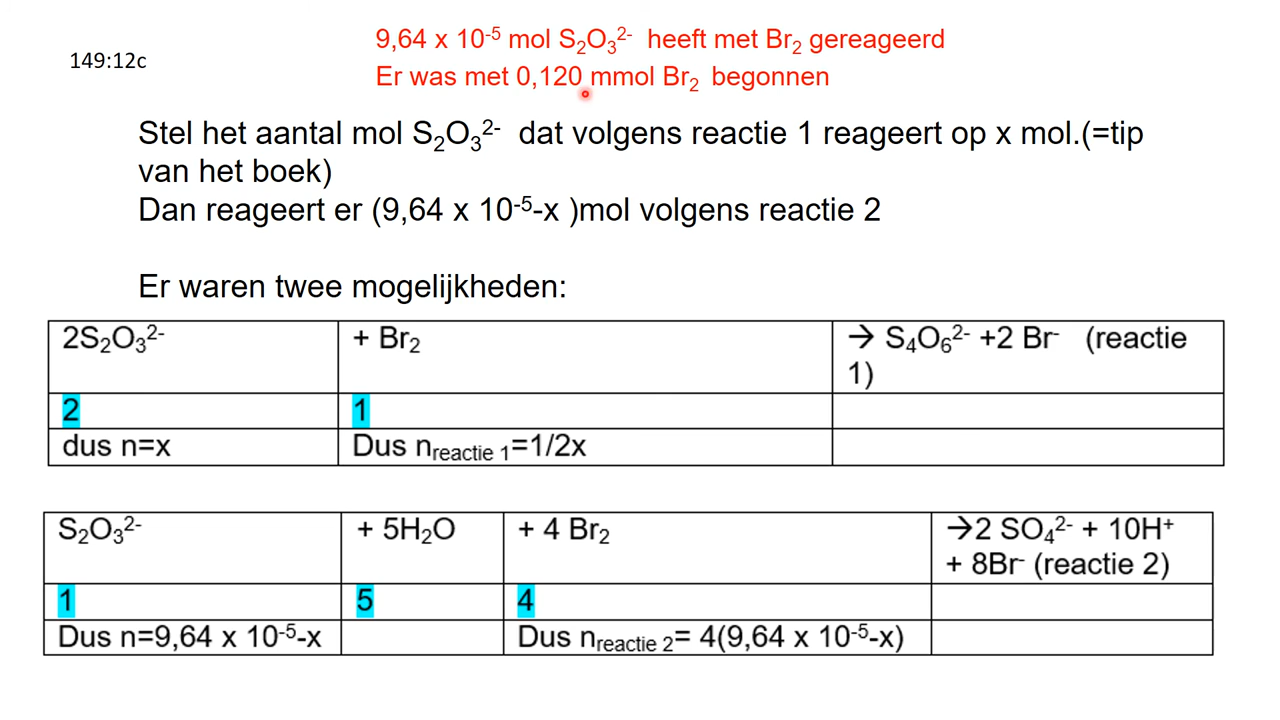 149:12c
9,64 x 10⁻⁵ mol S₂O₃²⁻ heeft met Br₂ gereageerd
Er was met 0,120 mmol Br₂ begonnen
Stel het aantal mol S₂O₃²⁻ dat volgens reactie 1 reageert op x mol.(=tip
van het boek)
Dan reageert er (9,64 x 10⁻⁵-x )mol volgens reactie 2
Er waren twee mogelijkheden:
2S₂O₃²⁻ + Br₂ → S₄O₆²⁻ +2 Br⁻ (reactie
1)
2 1
dus n=x Dus nreactie 1=1/2x
S₂O₃²⁻ + 5H₂O + 4 Br₂ →2 SO₄²⁻ + 10H⁺
+ 8Br⁻ (reactie 2)
1 5 4
Dus n=9,64 x 10⁻⁵-x Dus nreactie 2= 4(9,64 x 10⁻⁵-x)